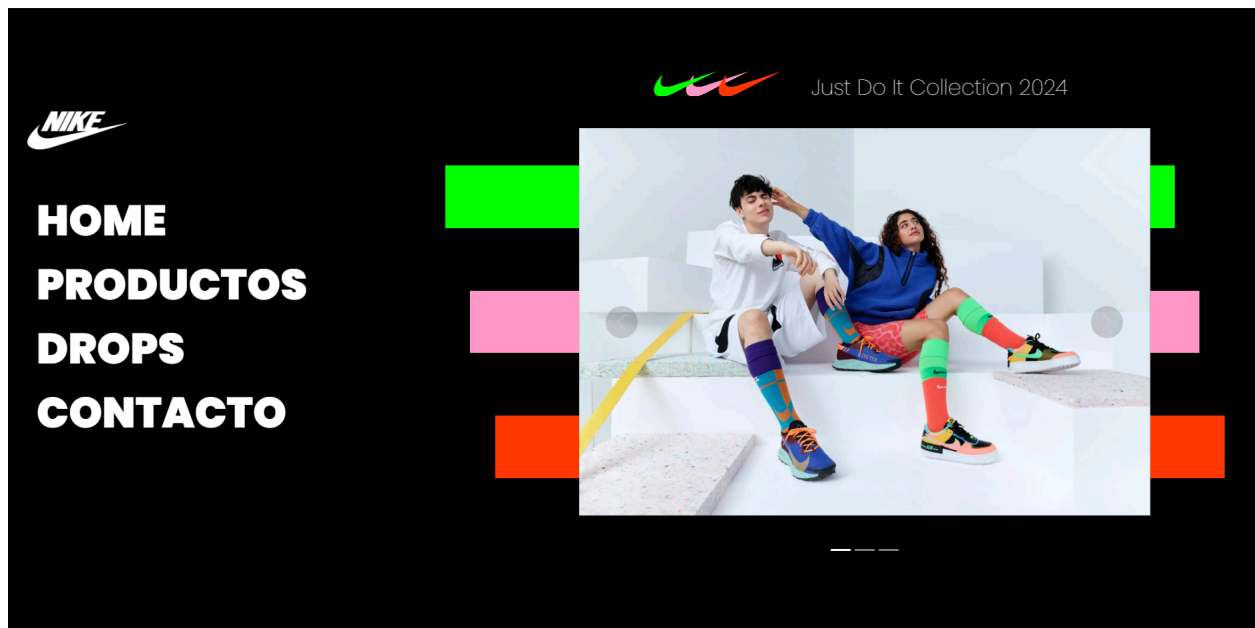 NIKE
HOME
PRODUCTOS
DROPS
CONTACTO
Just Do It Collection 2024